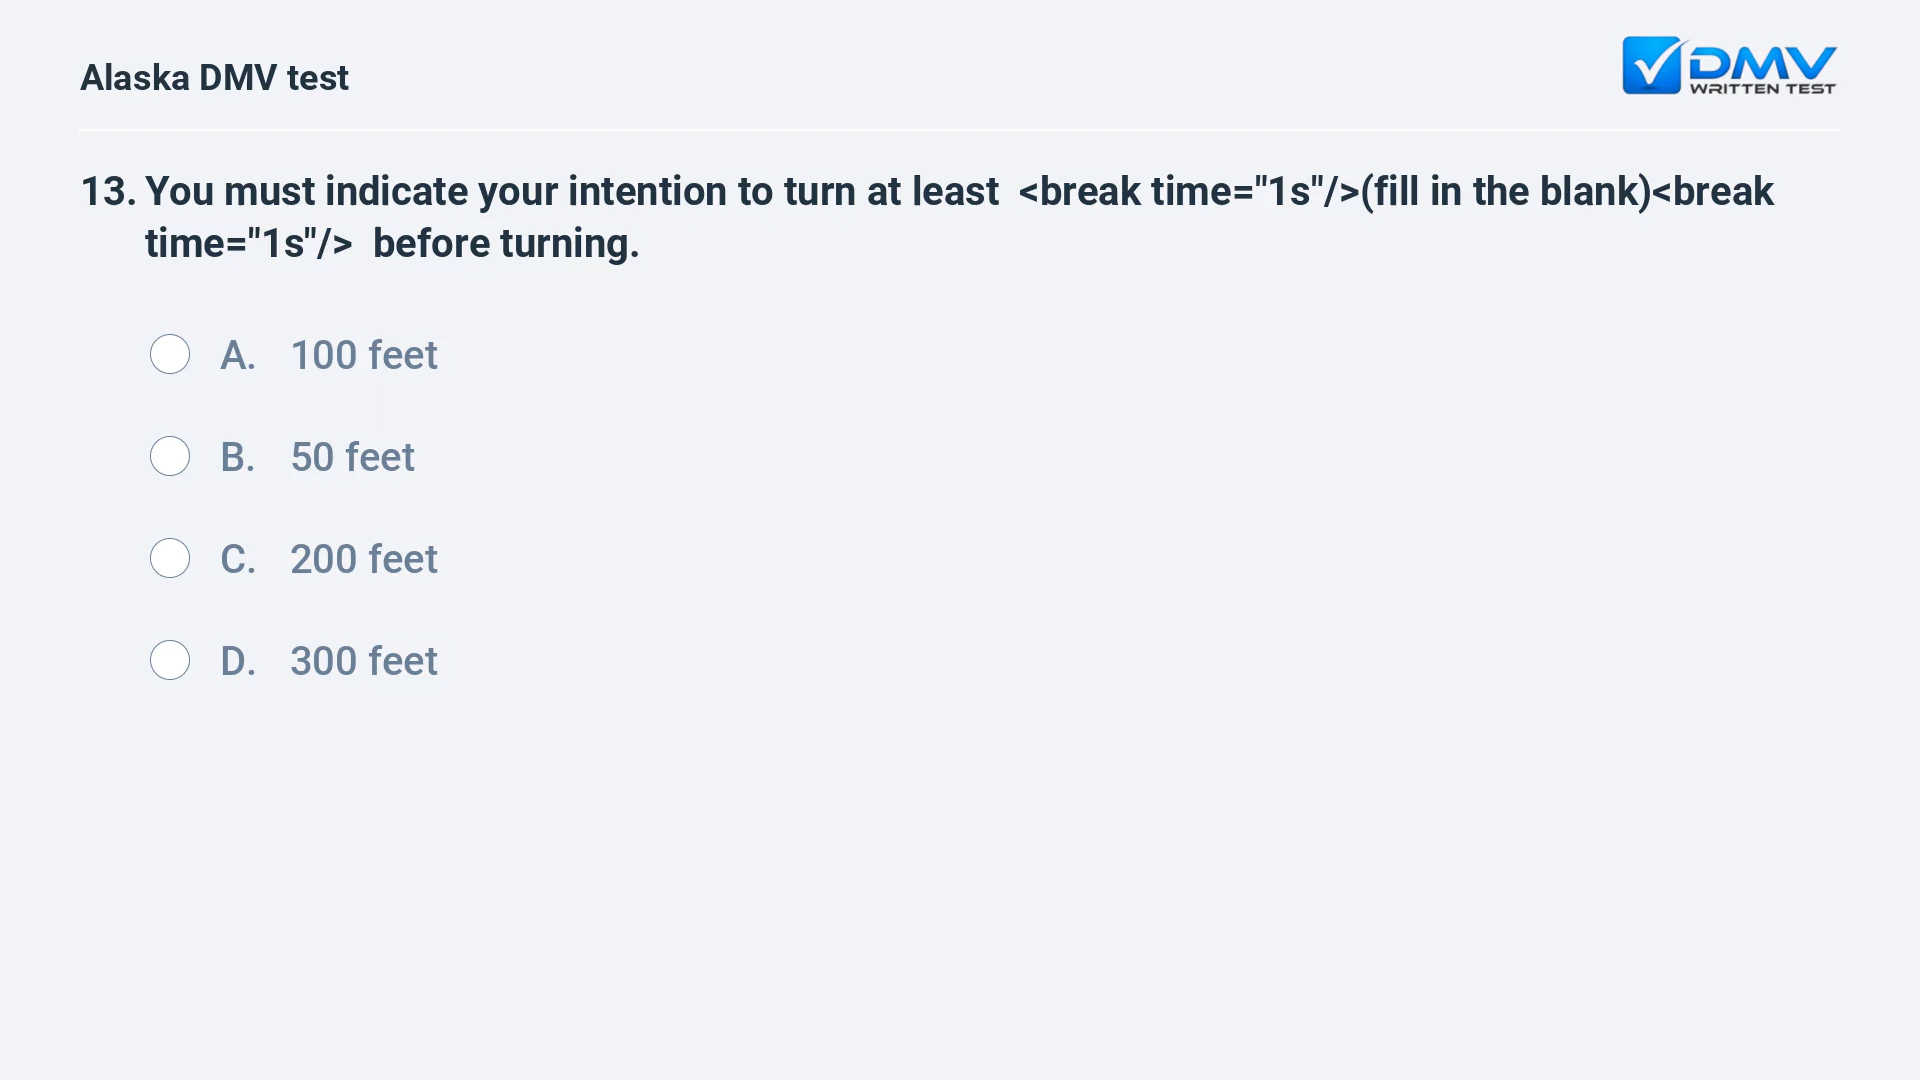 Alaska DMV test
DMV
WRITTEN TEST
13. You must indicate your intention to turn at least  <break time="1s"/>(fill in the blank)<break
time="1s"/>  before turning.
A. 100 feet
B. 50 feet
C. 200 feet
D. 300 feet